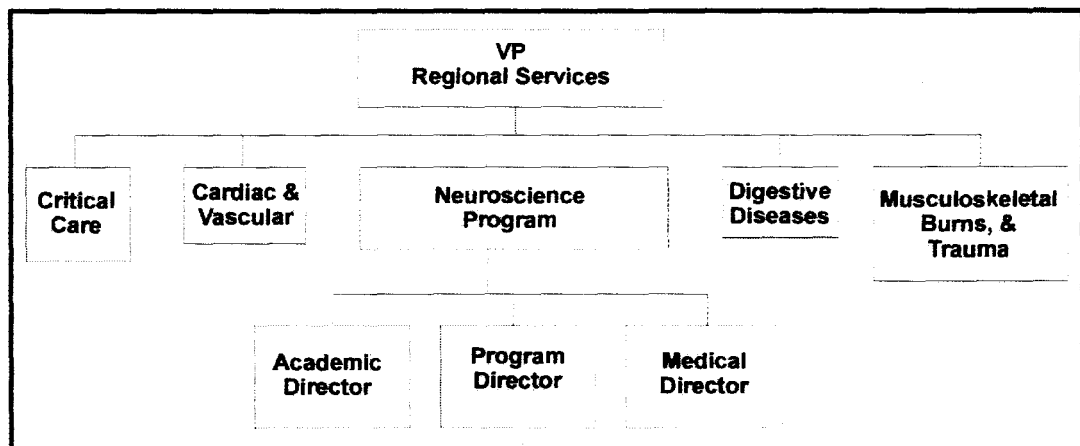 VP
Regional Services
Critical
Care
Cardiac &
Vascular
Neuroscience
Program
Digestive
Diseases
Musculoskeletal
Burns, &
Trauma
Academic
Director
Program
Director
Medical
Director